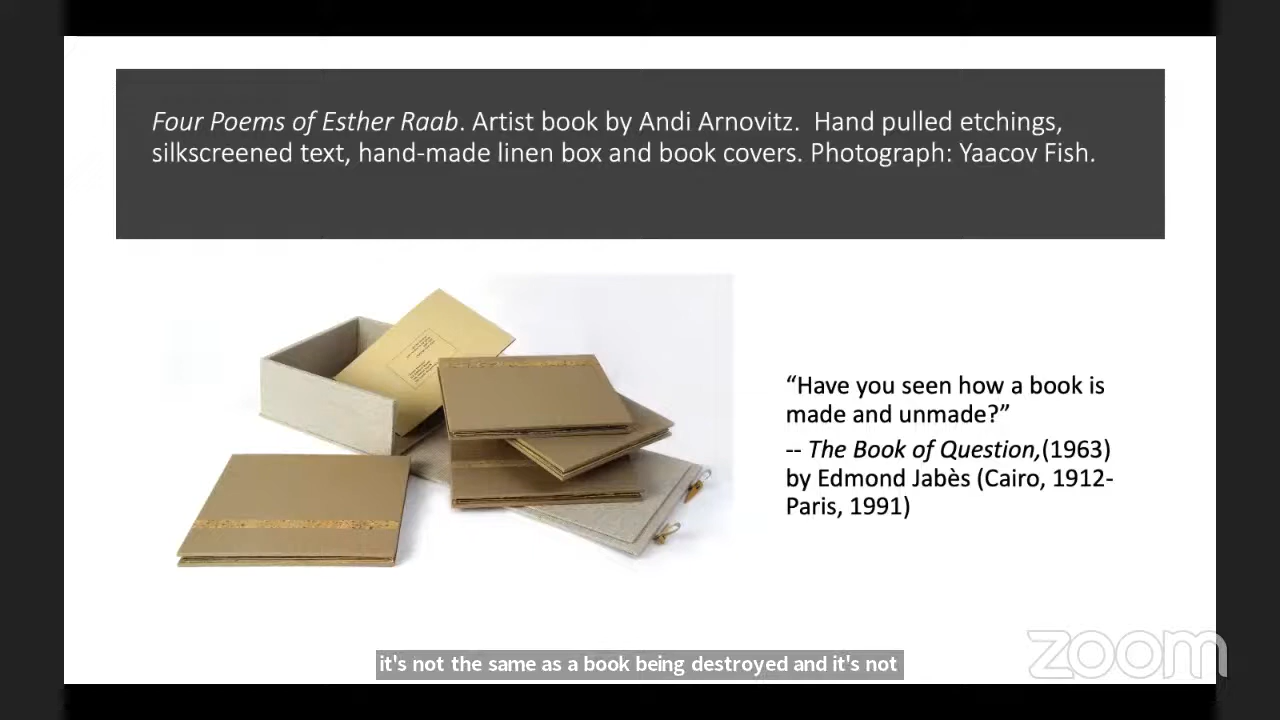 Four Poems of Esther Raab. Artist book by Andi Arnovitz.  Hand pulled etchings,
silkscreened text, hand-made linen box and book covers. Photograph: Yaacov Fish.
“Have you seen how a book is
made and unmade?”
-- The Book of Question,(1963)
by Edmond Jabès (Cairo, 1912-
Paris, 1991)
it's not the same as a book being destroyed and it's not
zoom